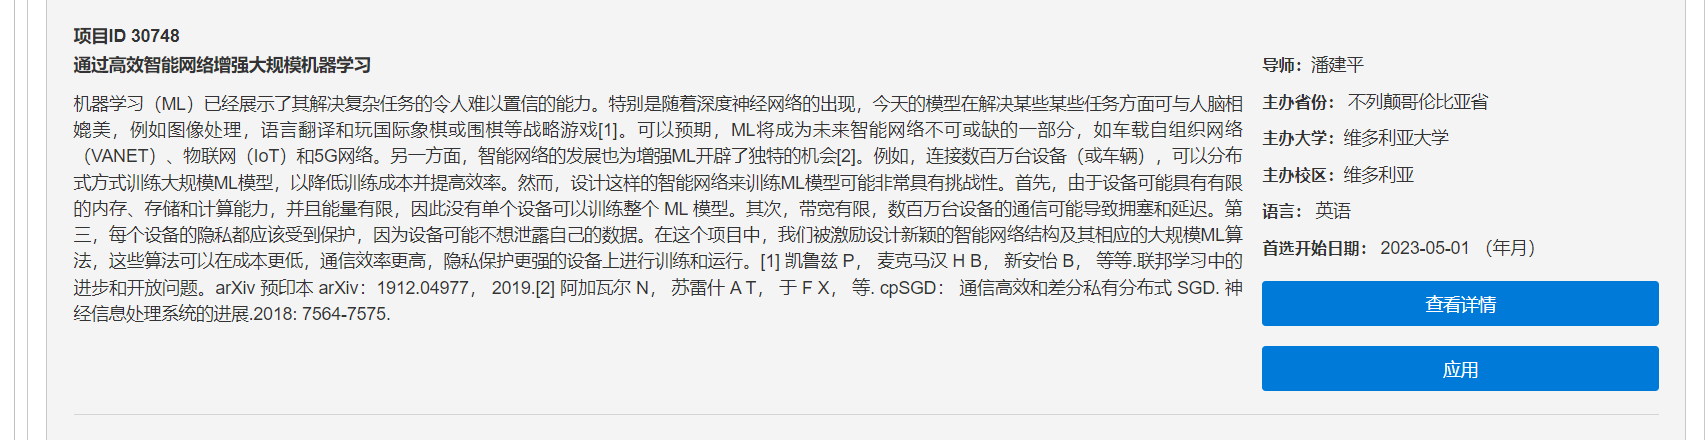 项目ID 30748
通过高效智能网络增强大规模机器学习
机器学习（ML）已经展示了其解决复杂任务的令人难以置信的能力。特别是随着深度神经网络的出现，今天的模型在解决某些某些任务方面可与人脑相
媲美，例如图像处理，语言翻译和玩国际象棋或围棋等战略游戏[1]。可以预期，ML将成为未来智能网络不可或缺的一部分，如车载自组织网络
（VANET）、物联网（IoT）和5G网络。另一方面，智能网络的发展也为增强ML开辟了独特的机会[2]。例如，连接数百万台设备（或车辆），可以分布
式方式训练大规模ML模型，以降低训练成本并提高效率。然而，设计这样的智能网络来训练ML模型可能非常具有挑战性。首先，由于设备可能具有有限
的内存、存储和计算能力，并且能量有限，因此没有单个设备可以训练整个 ML 模型。其次，带宽有限，数百万台设备的通信可能导致拥塞和延迟。第
三，每个设备的隐私都应该受到保护，因为设备可能不想泄露自己的数据。在这个项目中，我们被激励设计新颖的智能网络结构及其相应的大规模ML算
法，这些算法可以在成本更低，通信效率更高，隐私保护更强的设备上进行训练和运行。[1] 凯鲁兹 P， 麦克马汉 H B， 新安怡 B， 等等.联邦学习中的
进步和开放问题。arXiv 预印本 arXiv：1912.04977， 2019.[2] 阿加瓦尔 N， 苏雷什 A T， 于 F X， 等. cpSGD： 通信高效和差分私有分布式 SGD. 神
经信息处理系统的进展.2018: 7564-7575.
导师：潘建平
主办省份： 不列颠哥伦比亚省
主办大学：维多利亚大学
主办校区：维多利亚
语言： 英语
首选开始日期： 2023-05-01 （年月）
查看详情
应用